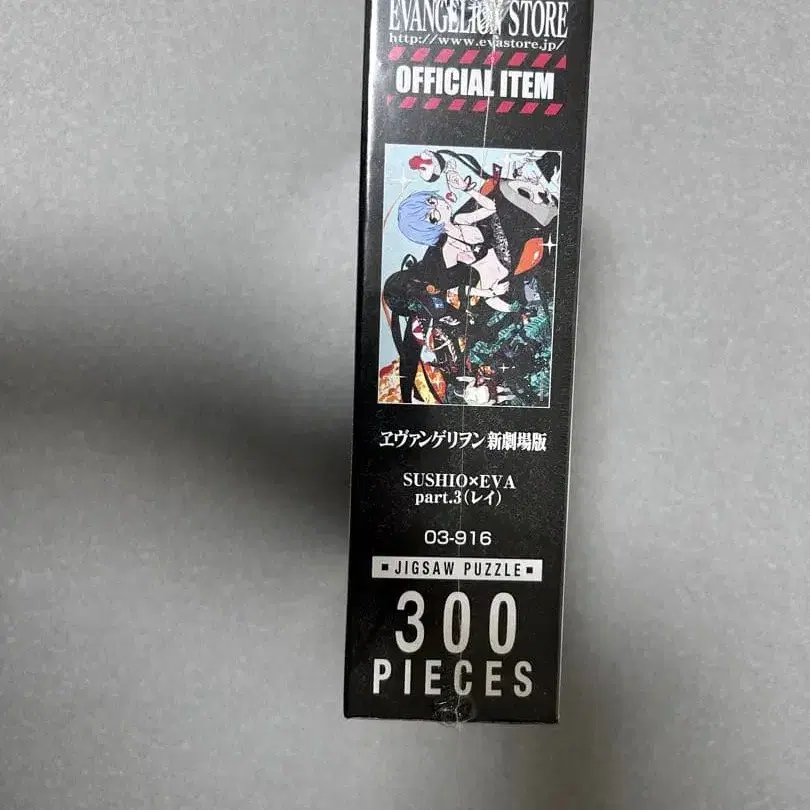 EVANGELION STORE
http://www.evastore.jp/
OFFICIAL ITEM
ヱヴァンゲリヲン新劇場版
SUSHIO×EVA
part.3(レイ)
03-916
▪JIGSAW PUZZLE▪
300
PIECES